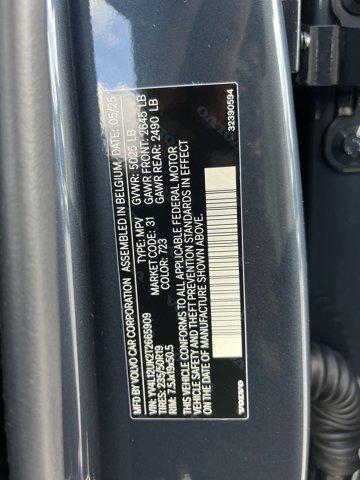 MFD BY VOLVO CAR CORPORATION
ASSEMBLED IN BELGIUM, DATE: 05/25
GVWR: 5025 LB
GAWR FRONT: 2645 LB
GAWR REAR: 2490 LB
VIN: YV4L12UK2T2665909
TYPE: MPV
TIRES: 235/50R19
MARKET CODE: 31
RIM: 7.5Jx19x50.5
COLOR: 723
THIS VEHICLE CONFORMS TO ALL APPLICABLE FEDERAL MOTOR
VEHICLE SAFETY AND THEFT PREVENTION STANDARDS IN EFFECT
ON THE DATE OF MANUFACTURE SHOWN ABOVE.
VOLVO
32390594